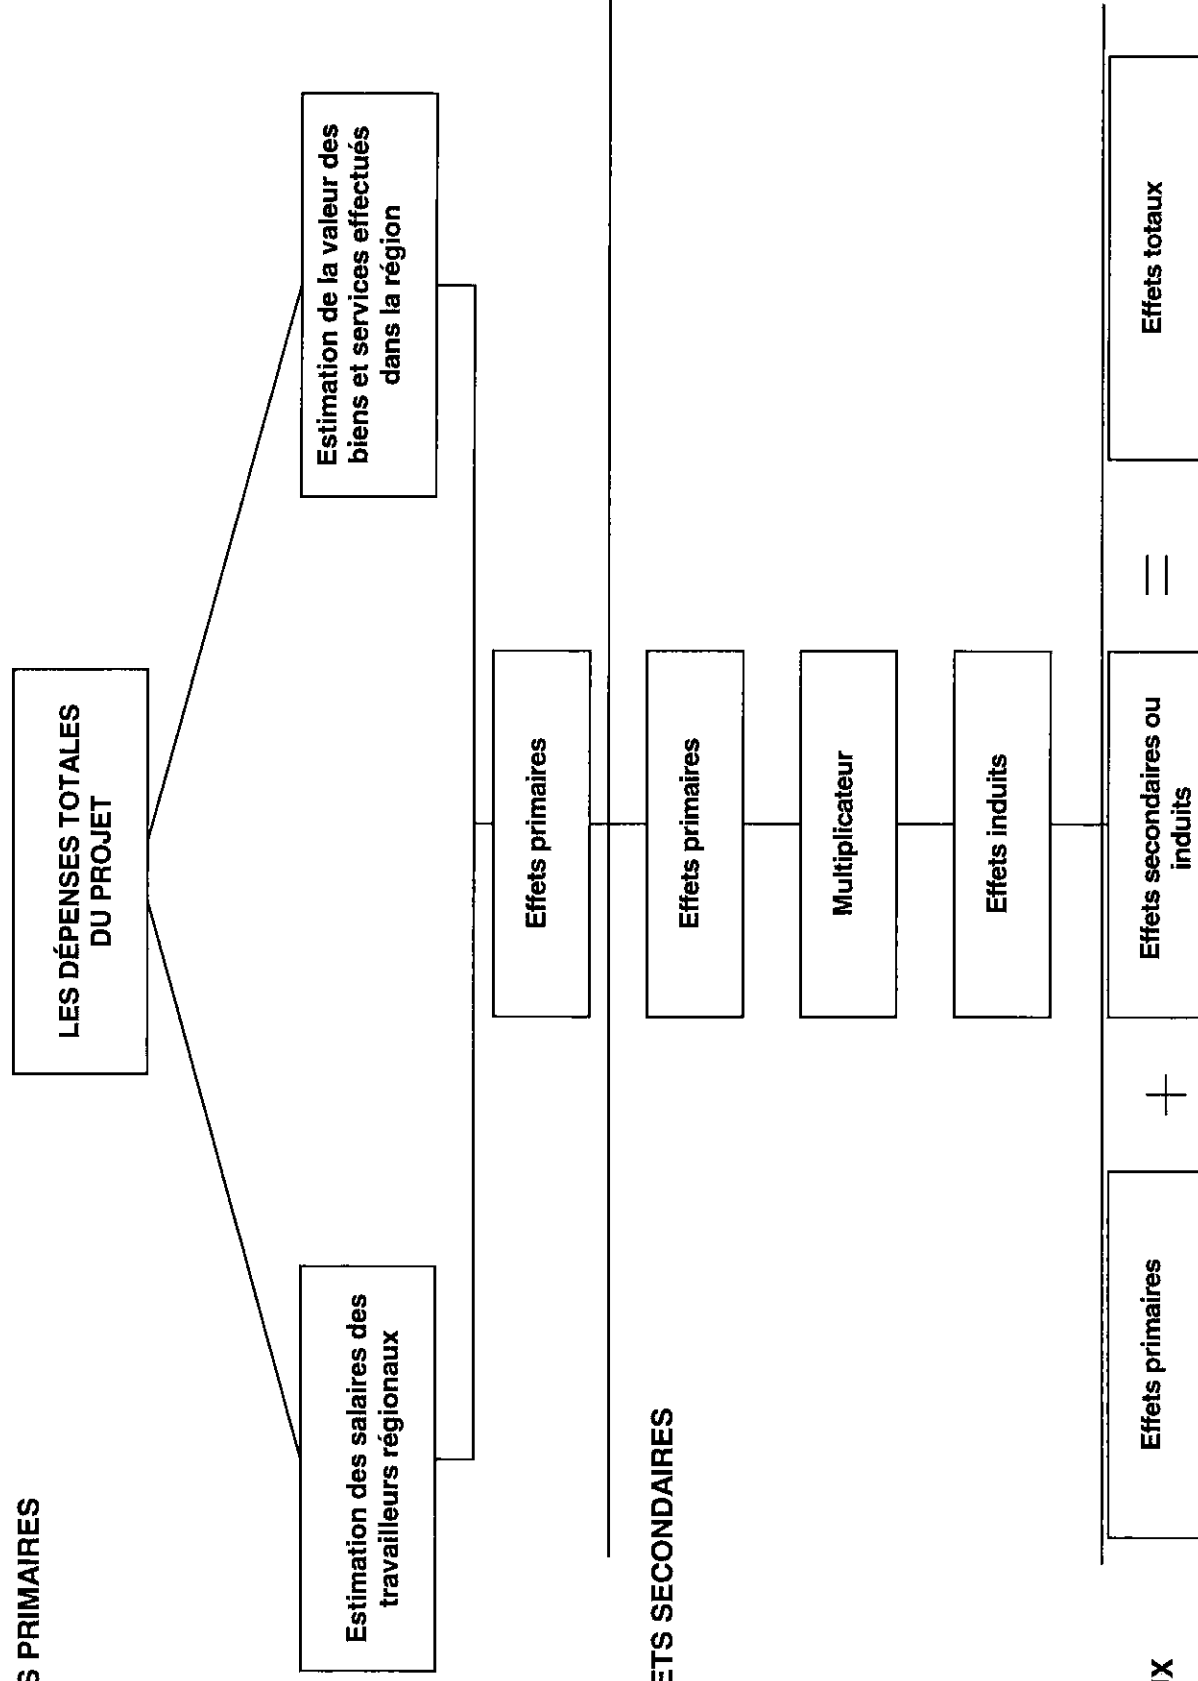 S PRIMAIRES
LES DÉPENSES TOTALES
DU PROJET
Estimation des salaires des
travailleurs régionaux
Estimation de la valeur des
biens et services effectués
dans la région
Effets primaires
ETS SECONDAIRES
Effets primaires
Multiplicateur
Effets induits
UX
Effets primaires
+
Effets secondaires ou
induits
=
Effets totaux